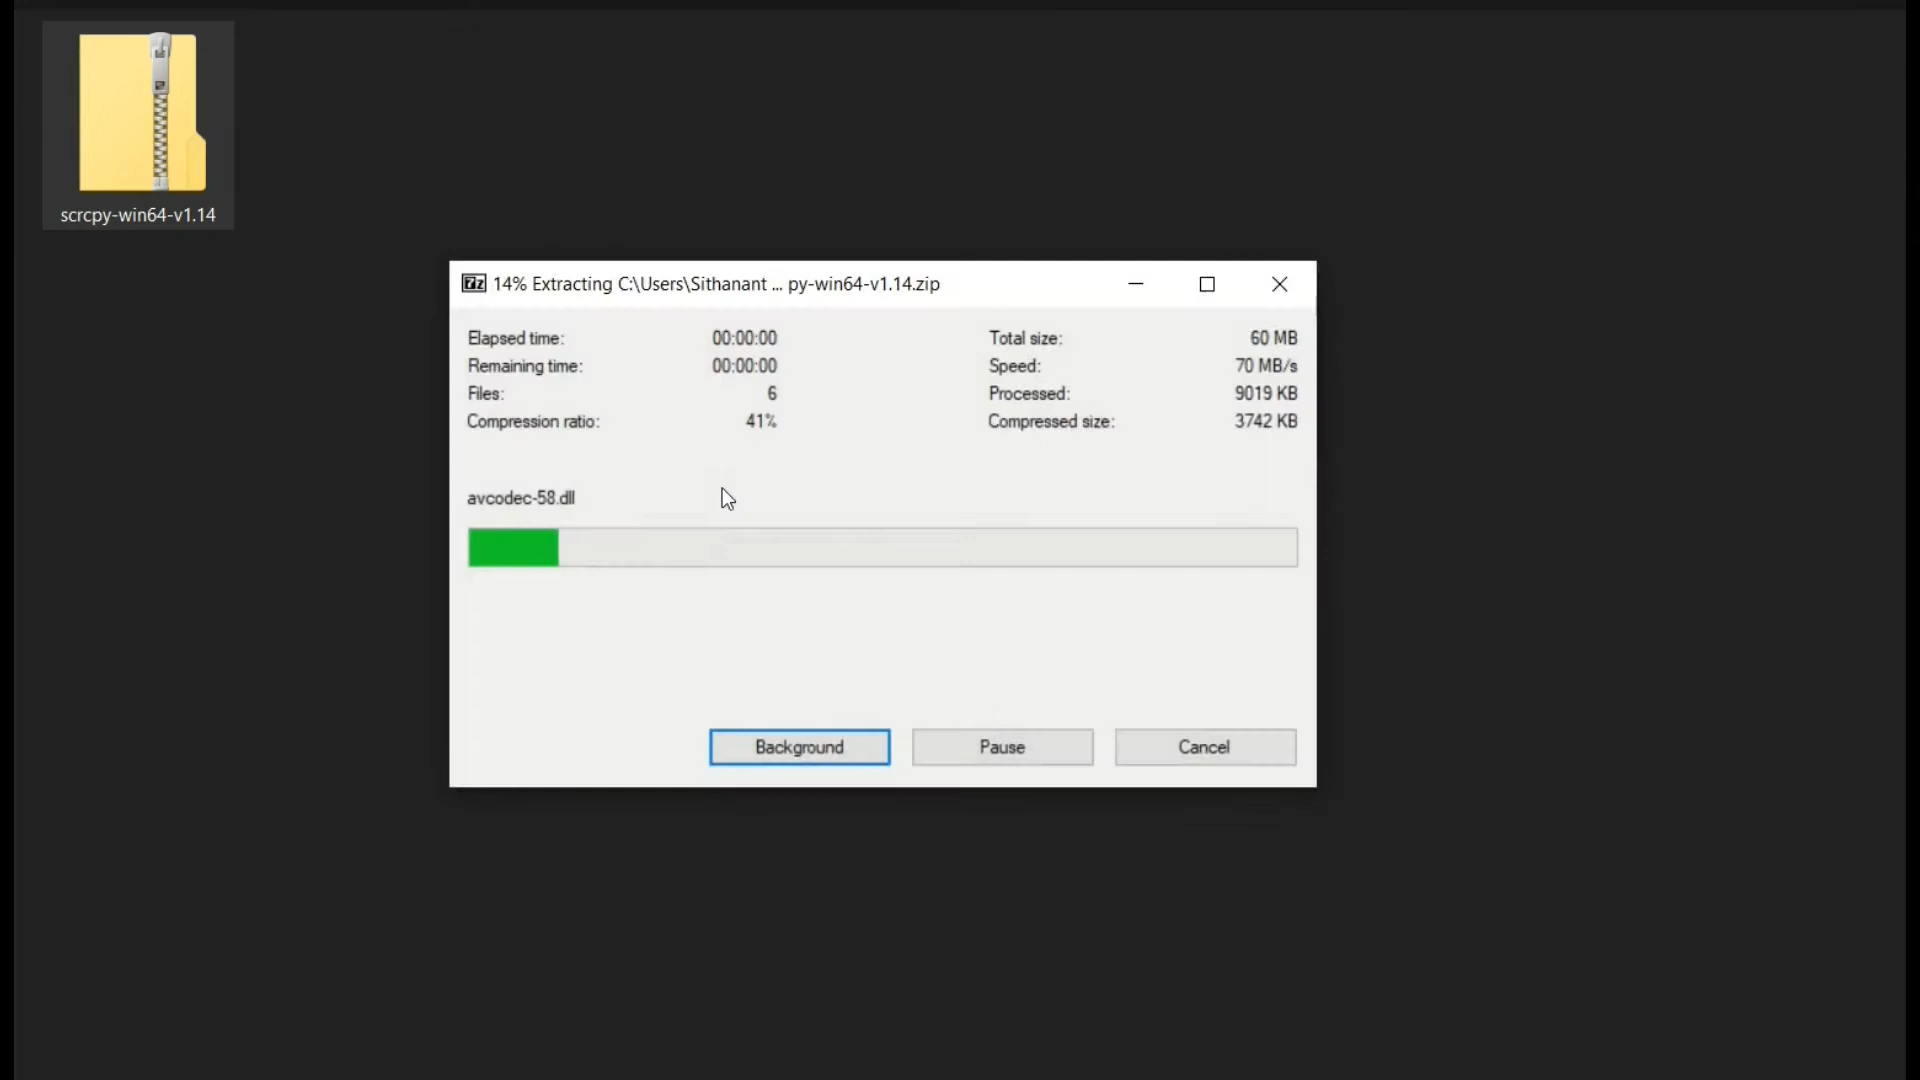 scrcpy-win64-v1.14
14% Extracting C:\Users\Sithanant ... py-win64-v1.14.zip
Elapsed time: 00:00:00 Total size: 60 MB
Remaining time: 00:00:00 Speed: 70 MB/s
Files: 6 Processed: 9019 KB
Compression ratio: 41% Compressed size: 3742 KB
avcodec-58.dll
Background Pause Cancel